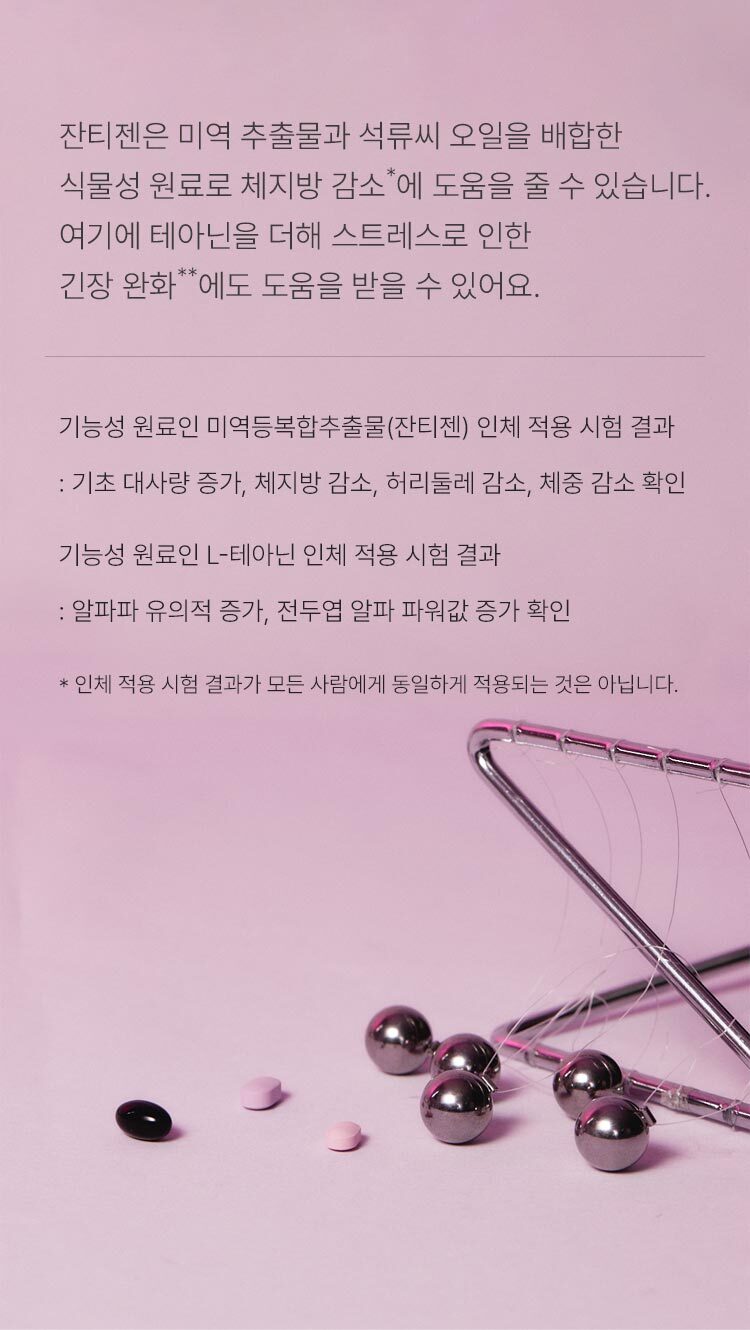 잔티젠은 미역 추출물과 석류씨 오일을 배합한
식물성 원료로 체지방 감소*에 도움을 줄 수 있습니다.
여기에 테아닌을 더해 스트레스로 인한
긴장 완화**에도 도움을 받을 수 있어요.
기능성 원료인 미역등복합추출물(잔티젠) 인체 적용 시험 결과
: 기초 대사량 증가, 체지방 감소, 허리둘레 감소, 체중 감소 확인
기능성 원료인 L-테아닌 인체 적용 시험 결과
: 알파파 유의적 증가, 전두엽 알파 파워값 증가 확인
* 인체 적용 시험 결과가 모든 사람에게 동일하게 적용되는 것은 아닙니다.